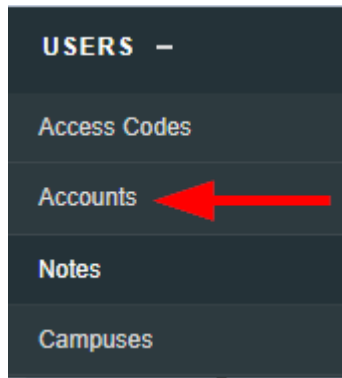 USERS –
Access Codes
Accounts
Notes
Campuses